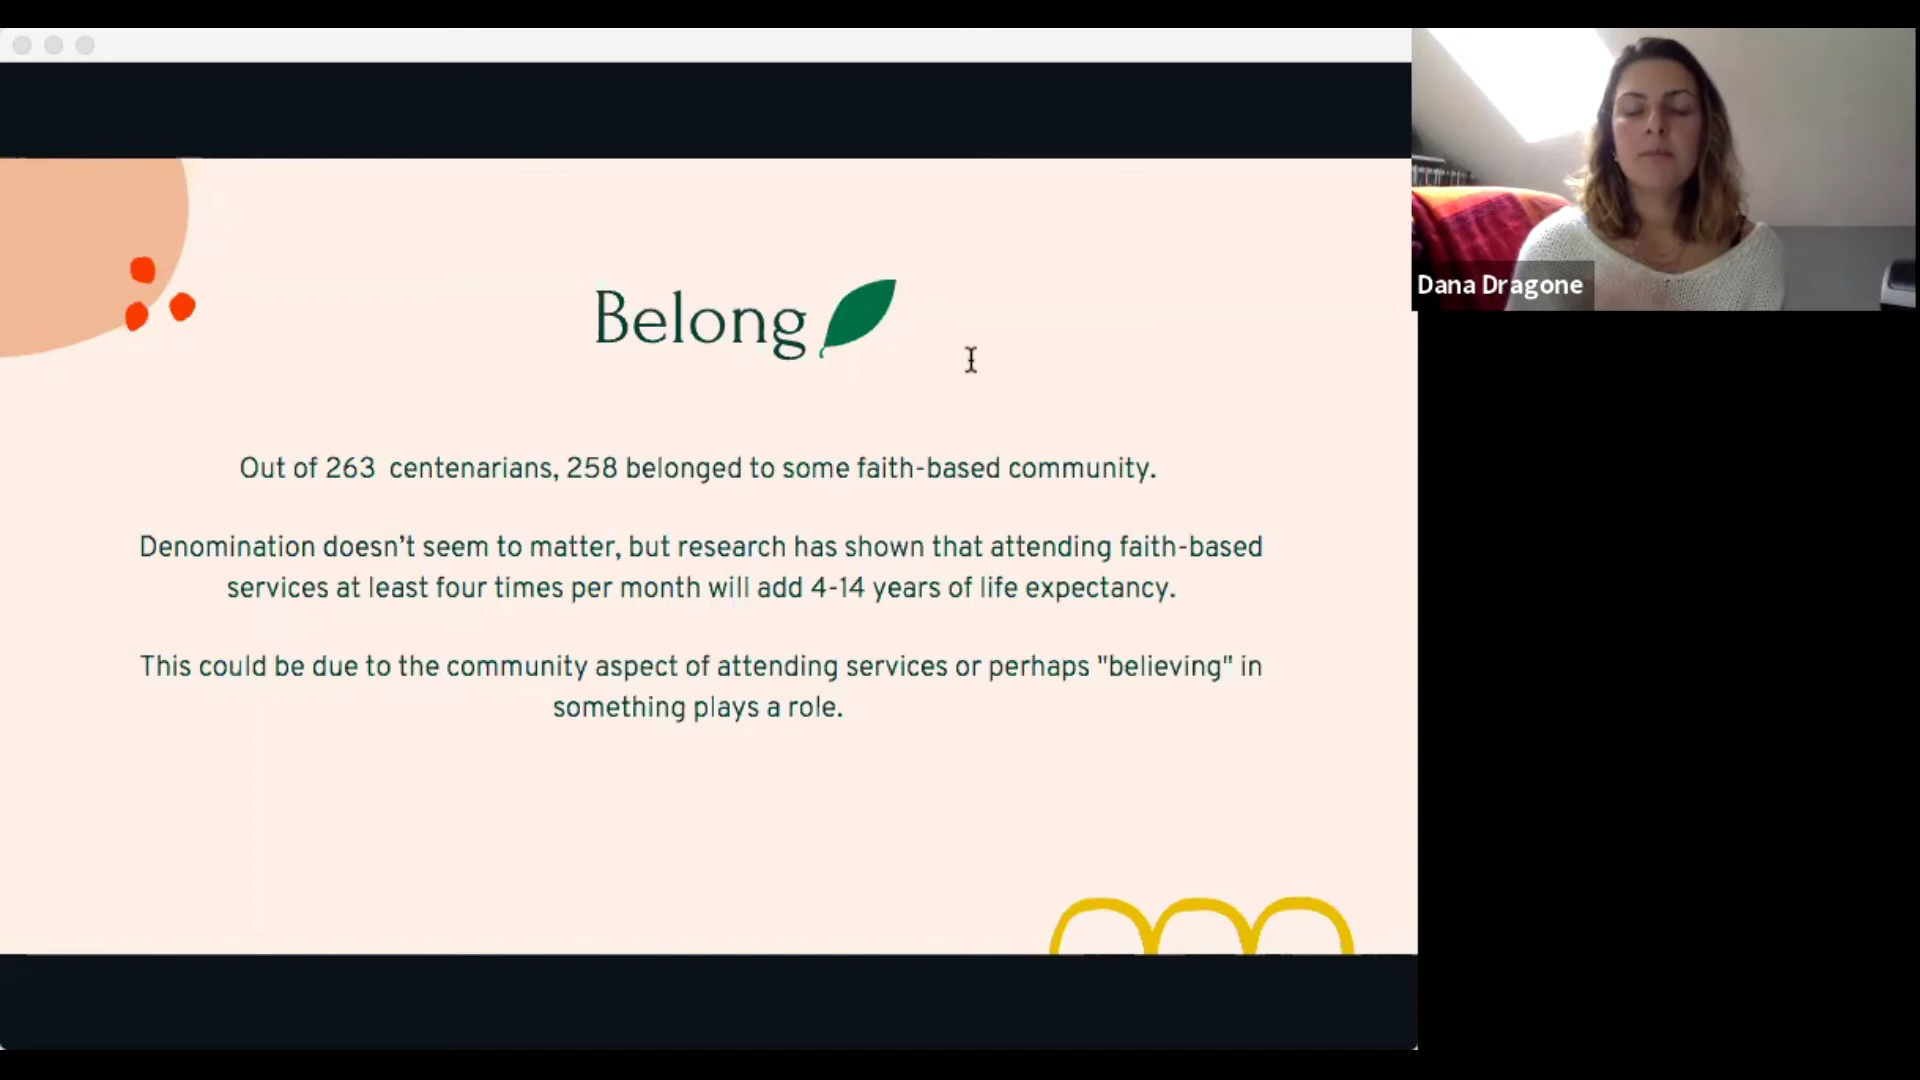 Belong
Out of 263 centenarians, 258 belonged to some faith-based community.
Denomination doesn't seem to matter, but research has shown that attending faith-based
services at least four times per month will add 4-14 years of life expectancy.
This could be due to the community aspect of attending services or perhaps "believing" in
something plays a role.
Dana Dragone